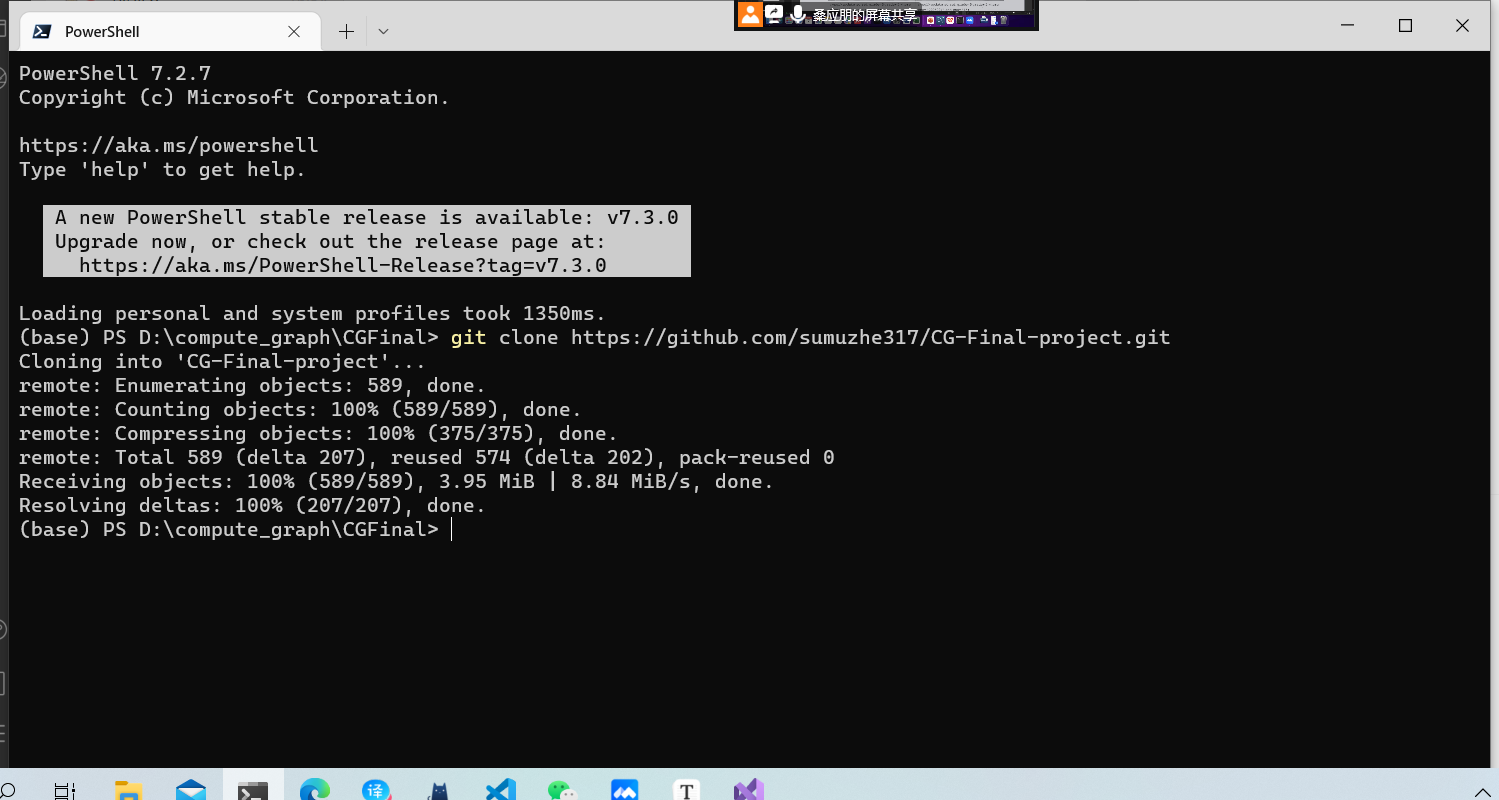 桑应朋的屏幕共享
PowerShell
PowerShell 7.2.7
Copyright (c) Microsoft Corporation.
https://aka.ms/powershell
Type 'help' to get help.
A new PowerShell stable release is available: v7.3.0
Upgrade now, or check out the release page at:
https://aka.ms/PowerShell-Release?tag=v7.3.0
Loading personal and system profiles took 1350ms.
(base) PS D:\compute_graph\CGFinal> git clone https://github.com/sumuzhe317/CG-Final-project.git
Cloning into 'CG-Final-project'...
remote: Enumerating objects: 589, done.
remote: Counting objects: 100% (589/589), done.
remote: Compressing objects: 100% (375/375), done.
remote: Total 589 (delta 207), reused 574 (delta 202), pack-reused 0
Receiving objects: 100% (589/589), 3.95 MiB | 8.84 MiB/s, done.
Resolving deltas: 100% (207/207), done.
(base) PS D:\compute_graph\CGFinal>
译
T